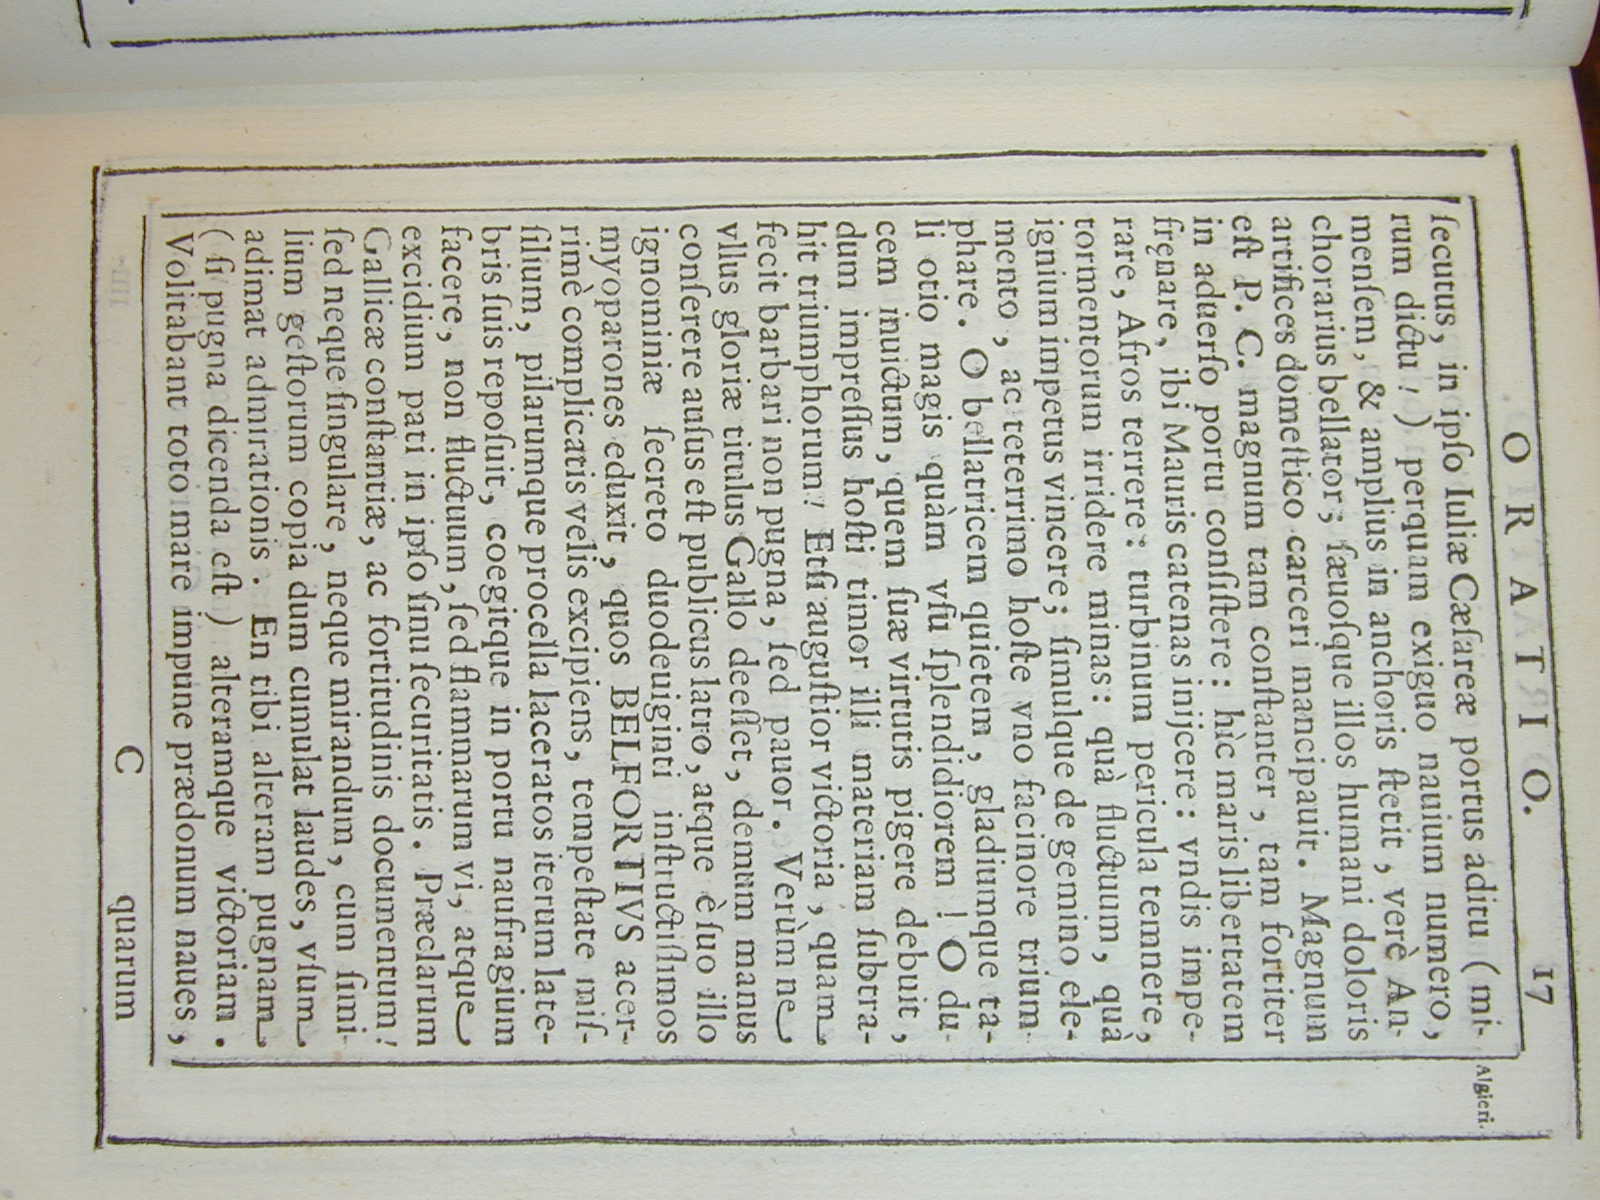 ORATIO. 17
ſecutus, in ipſo Iuliæ Cæſareæ portus aditu (mi-
Algieri.
rum dictu!) perquam exiguo nauium numero,
menſem, & amplius in anchoris ſtetit, verè An-
chorarius bellator; ſæuoſque illos humani doloris
artifices domeſtico carceri mancipauit. Magnum
eſt P. C. magnum tam conſtanter, tam fortiter
in aduerſo portu conſiſtere: hìc maris libertatem
fręnare, ibi Mauris catenas inijcere: vndis impe-
rare, Afros terrere: turbinum pericula temnere,
tormentorum irridere minas: quà fluctuum, quà
ignium impetus vincere; ſimulque de gemino ele-
mento, ac teterrimo hoſte vno facinore trium
phare. O bellatricem quietem, gladiumque ta-
li otio magis quàm vſu ſplendidiorem! O du-
cem inuictum, quem ſuæ virtutis pigere debuit,
dum impreſſus hoſti timor illi materiam ſubtra-
hit triumphorum! Etſi auguſtior victoria, quam
fecit barbari non pugna, ſed pauor. Verùm ne
vllus gloriæ titulus Gallo deeſſet, demum manus
conſerere auſus eſt publicus latro, atque è ſuo illo
ignominiæ ſecreto duodeuiginti inſtructiſſimos
myoparones eduxit, quos BELFORTIVS acer-
rimè complicatis velis excipiens, tempeſtate miſ-
ſilium, pilarumque procella laceratos iterum late-
bris ſuis repoſuit, coegitque in portu naufragium
facere, non fluctuum, ſed flammarum vi, atque
excidium pati in ipſo ſinu ſecuritatis. Præclarum
Gallicæ conſtantiæ, ac fortitudinis documentum!
ſed neque ſingulare, neque mirandum, cum ſimi-
lium geſtorum copia dum cumulat laudes, vſum
adimat admirationis. En tibi alteram pugnam
(ſi pugna dicenda eſt) alteramque victoriam.
Volitabant toto mare impune prædonum naues,
C quarum